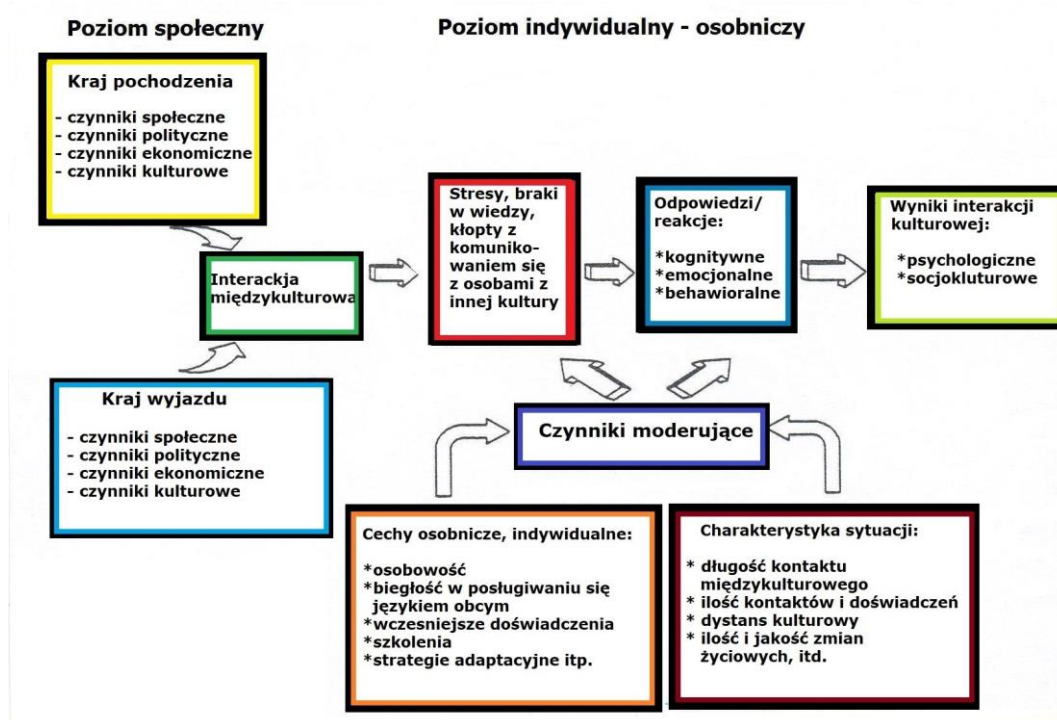 Poziom społeczny
Poziom indywidualny - osobniczy
Kraj pochodzenia
- czynniki społeczne
- czynniki polityczne
- czynniki ekonomiczne
- czynniki kulturowe
Interackja
międzykulturowa
Kraj wyjazdu
- czynniki społeczne
- czynniki polityczne
- czynniki ekonomiczne
- czynniki kulturowe
Stresy, braki
w wiedzy,
kłopty z
komuniko-
waniem się
z osobami z
innej kultury
Odpowiedzi/
reakcje:
*kognitywne
*emocjonalne
*behawioralne
Wyniki interakcji
kulturowej:
*psychologiczne
*socjokluturowe
Czynniki moderujące
Cechy osobnicze, indywidualne:
*osobowość
*biegłość w posługiwaniu się
językiem obcym
*wczesniejsze doświadczenia
*szkolenia
*strategie adaptacyjne itp.
Charakterystyka sytuacji:
* długość kontaktu
międzykulturowego
* ilość kontaktów i doświadczeń
* dystans kulturowy
* ilość i jakość zmian
życiowych, itd.